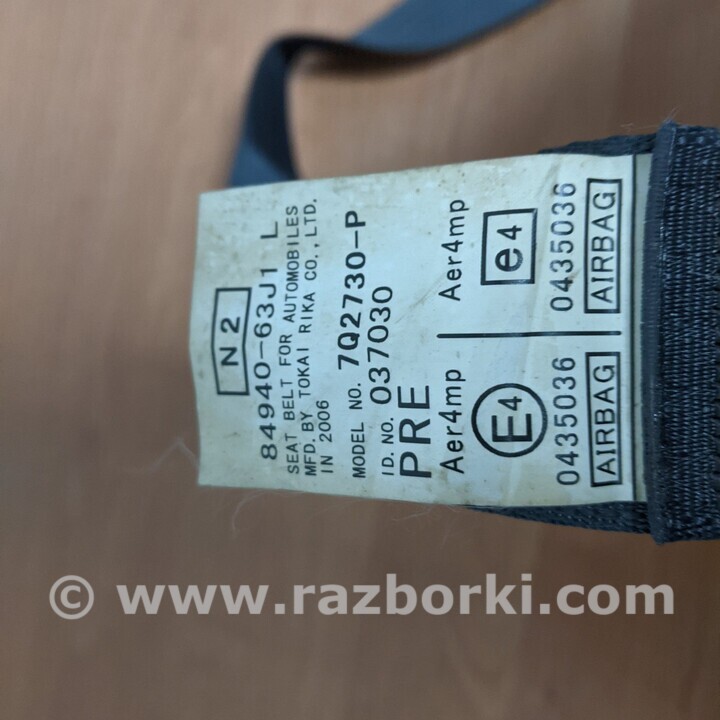 N2
84940-63J1 L
SEAT BELT FOR AUTOMOBILES
MFD. BY TOKAI RIKA CO., LTD.
IN 2006
MODEL NO. 7Q2730-P
I.D. NO. 037030
PRE
Aer4mp Aer4mp
E4 e4
0435036 0435036
AIRBAG AIRBAG
© www.razborki.com